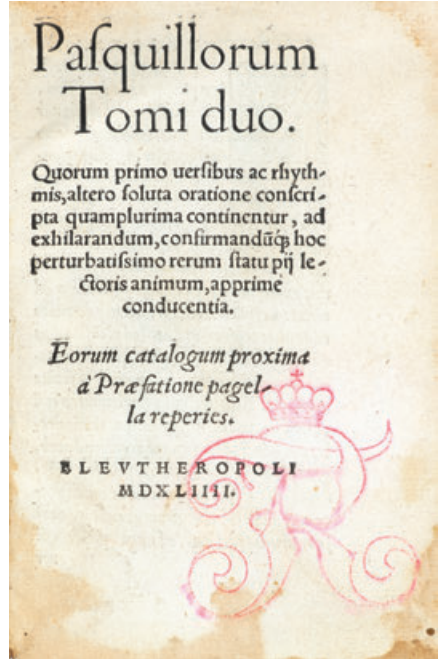 Paſquillorum
Tomi duo.
Quorum primo uerſibus ac rhyth-
mis, altero ſoluta oratione conſcri-
pta quamplurima continentur, ad
exhilarandum, confirmandūq́ꝫ hoc
perturbatiſsimo rerum ſtatu pij le-
ctoris animum, apprime
conducentia.
Eorum catalogum proxima
à Præfatione pagel-
la reperies.
ELEVTHEROPOLI
MDXLIIII.